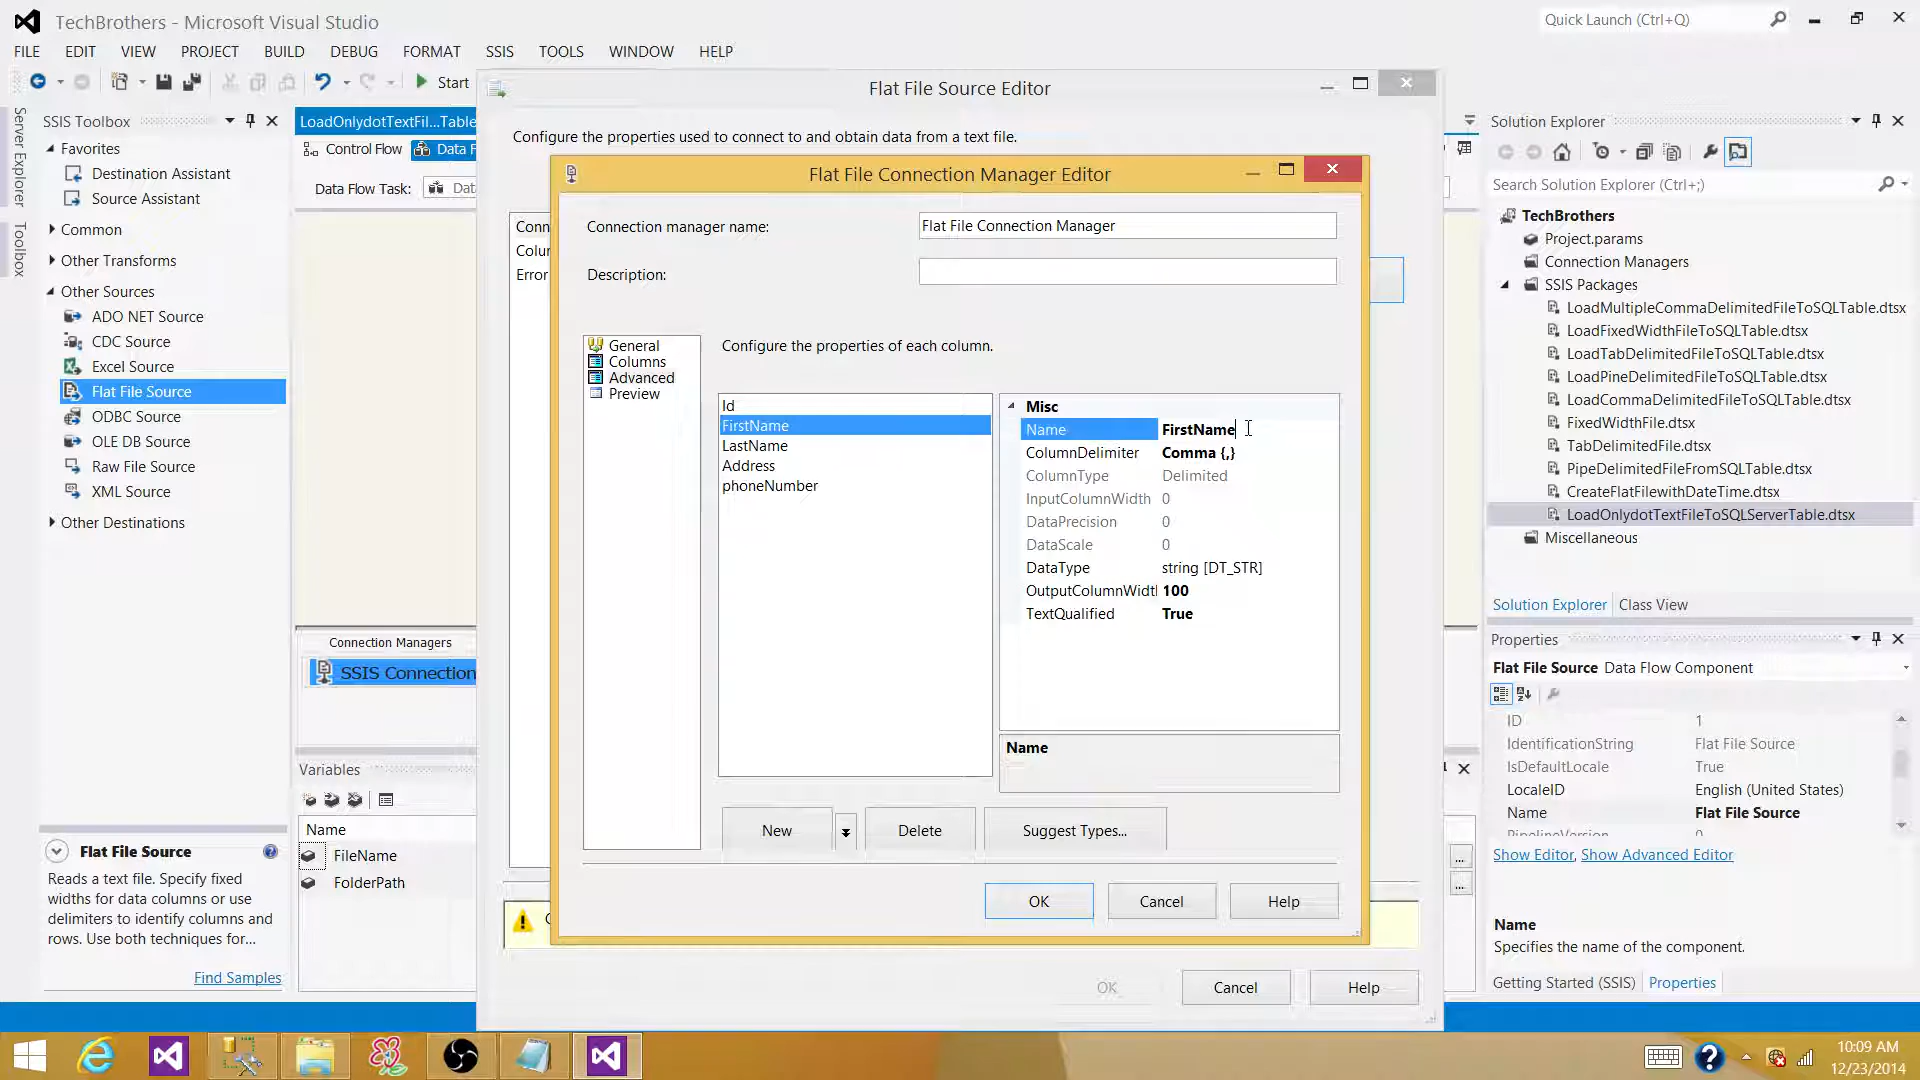 TechBrothers - Microsoft Visual Studio
Quick Launch (Ctrl+Q)
FILE EDIT VIEW PROJECT BUILD DEBUG FORMAT SSIS TOOLS WINDOW HELP
Start
Server Explorer
Toolbox
SSIS Toolbox
Favorites
Destination Assistant
Source Assistant
Common
Other Transforms
Other Sources
ADO NET Source
CDC Source
Excel Source
Flat File Source
ODBC Source
OLE DB Source
Raw File Source
XML Source
Other Destinations
Flat File Source
Reads a text file. Specify fixed
widths for data columns or use
delimiters to identify columns and
rows. Use both techniques for...
Find Samples
LoadOnlydotTextFil...Table
Control Flow
Data F
Data Flow Task:
Dat
Connection Managers
SSIS Connection
Variables
Name
FileName
FolderPath
Flat File Source Editor
Configure the properties used to connect to and obtain data from a text file.
Conn
Colur
Error
OK
Cancel
Help
Flat File Connection Manager Editor
Connection manager name:
Flat File Connection Manager
Description:
General
Columns
Advanced
Preview
Configure the properties of each column.
Id
FirstName
LastName
Address
phoneNumber
Misc
Name FirstName
ColumnDelimiter Comma {,}
ColumnType Delimited
InputColumnWidth 0
DataPrecision 0
DataScale 0
DataType string [DT_STR]
OutputColumnWidt 100
TextQualified True
Name
New
Delete
Suggest Types...
OK
Cancel
Help
Solution Explorer
Search Solution Explorer (Ctrl+;)
TechBrothers
Project.params
Connection Managers
SSIS Packages
LoadMultipleCommaDelimitedFileToSQLTable.dtsx
LoadFixedWidthFileToSQLTable.dtsx
LoadTabDelimitedFileToSQLTable.dtsx
LoadPineDelimitedFileToSQLTable.dtsx
LoadCommaDelimitedFileToSQLTable.dtsx
FixedWidthFile.dtsx
TabDelimitedFile.dtsx
PipeDelimitedFileFromSQLTable.dtsx
CreateFlatFilewithDateTime.dtsx
LoadOnlydotTextFileToSQLServerTable.dtsx
Miscellaneous
Solution Explorer Class View
Properties
Flat File Source Data Flow Component
ID 1
IdentificationString Flat File Source
IsDefaultLocale True
LocaleID English (United States)
Name Flat File Source
PipelineVersion 0
Show Editor, Show Advanced Editor
Name
Specifies the name of the component.
Getting Started (SSIS) Properties
10:09 AM
12/23/2014